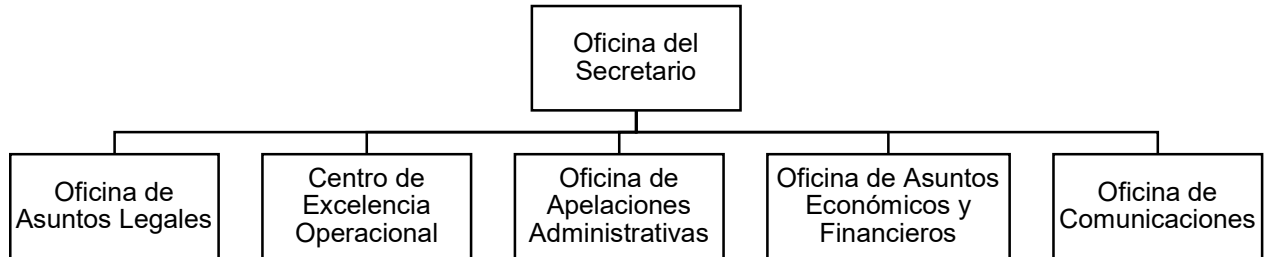 Oficina del
Secretario
Oficina de
Asuntos Legales
Centro de
Excelencia
Operacional
Oficina de
Apelaciones
Administrativas
Oficina de Asuntos
Económicos y
Financieros
Oficina de
Comunicaciones